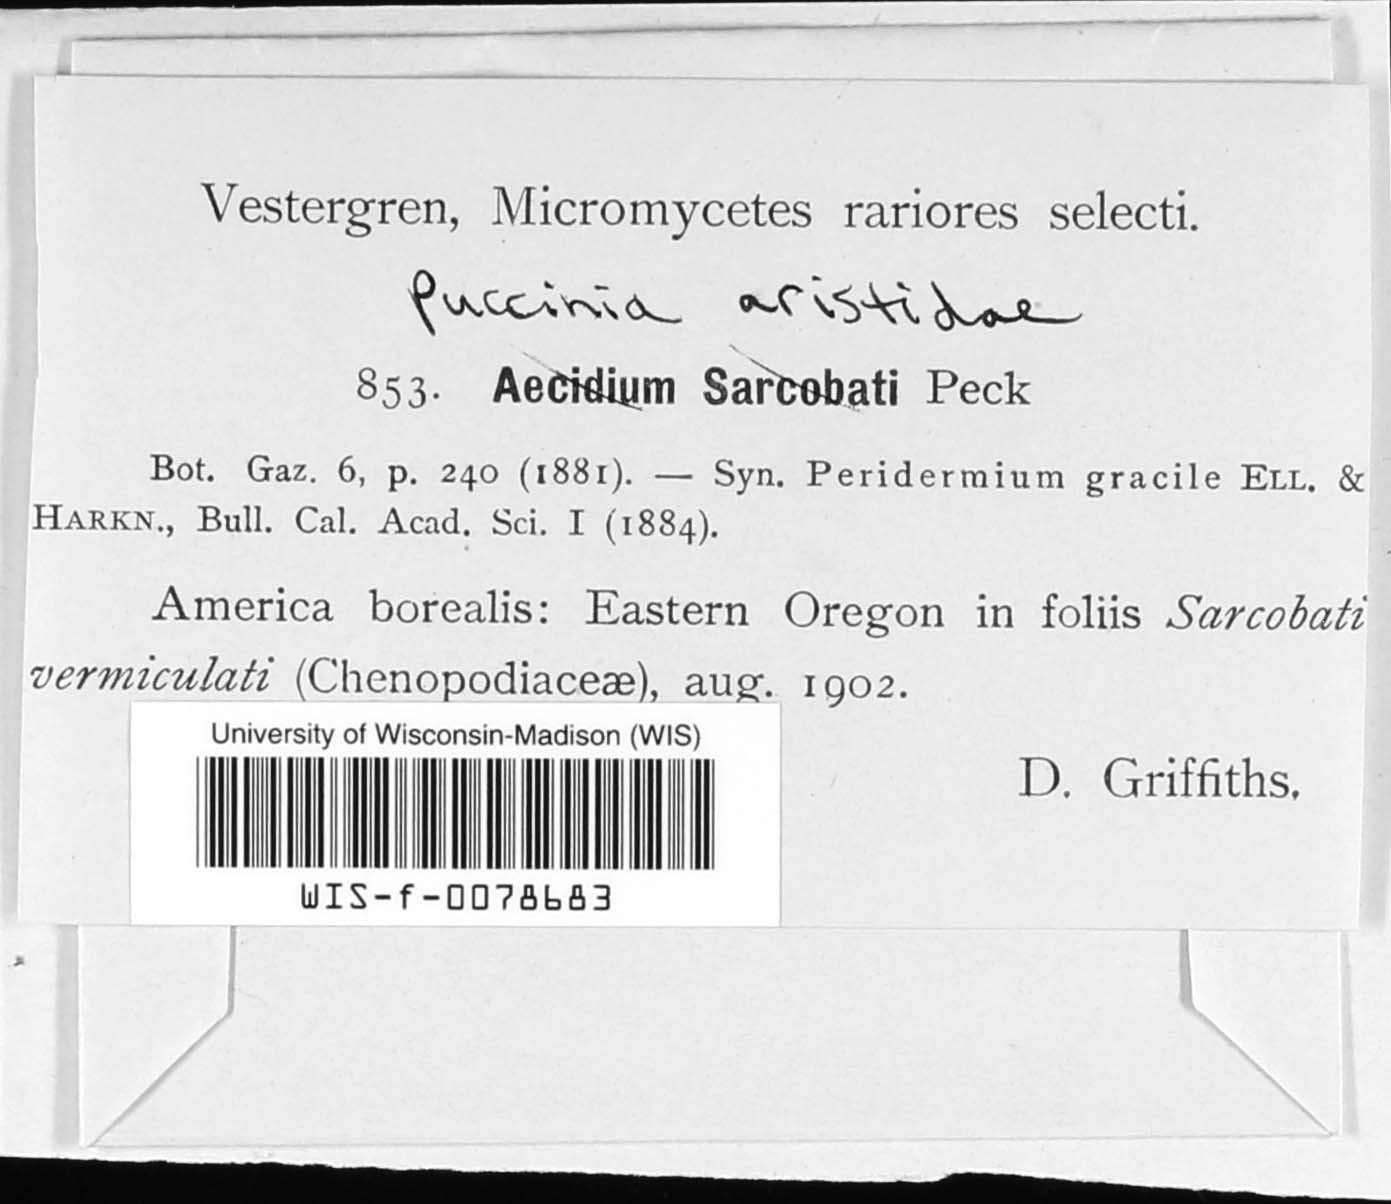 Vestergren, Micromycetes rariores selecti.
Puccinia aristidae
853. Aecidium Sarcobati Peck
Bot. Gaz. 6, p. 240 (1881). — Syn. Peridermium gracile ELL. &
HARKN., Bull. Cal. Acad. Sci. I (1884).
America borealis: Eastern Oregon in foliis Sarcobati
vermiculati (Chenopodiaceæ), aug. 1902.
D. Griffiths.
University of Wisconsin-Madison (WIS)
WIS-f-0078683